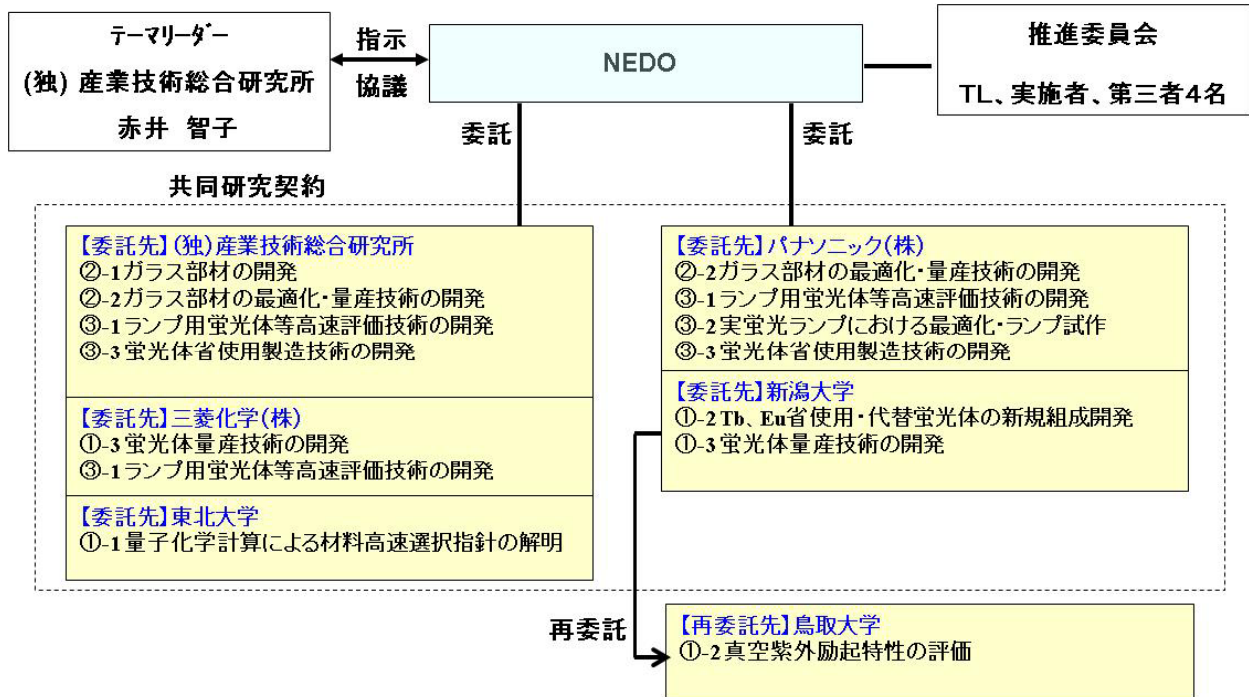 テーマリーダー
(独) 産業技術総合研究所
赤井 智子
指示
協議
NEDO
推進委員会
TL、実施者、第三者4名
委託
委託
共同研究契約
【委託先】(独)産業技術総合研究所
②-1ガラス部材の開発
②-2ガラス部材の最適化・量産技術の開発
③-1ランプ用蛍光体等高速評価技術の開発
③-3蛍光体省使用製造技術の開発
【委託先】三菱化学(株)
①-3蛍光体量産技術の開発
③-1ランプ用蛍光体等高速評価技術の開発
【委託先】東北大学
①-1量子化学計算による材料高速選択指針の解明
【委託先】パナソニック(株)
②-2ガラス部材の最適化・量産技術の開発
③-1ランプ用蛍光体等高速評価技術の開発
③-2実蛍光ランプにおける最適化・ランプ試作
③-3蛍光体省使用製造技術の開発
【委託先】新潟大学
①-2Tb、Eu省使用・代替蛍光体の新規組成開発
①-3蛍光体量産技術の開発
再委託
【再委託先】鳥取大学
①-2真空紫外励起特性の評価